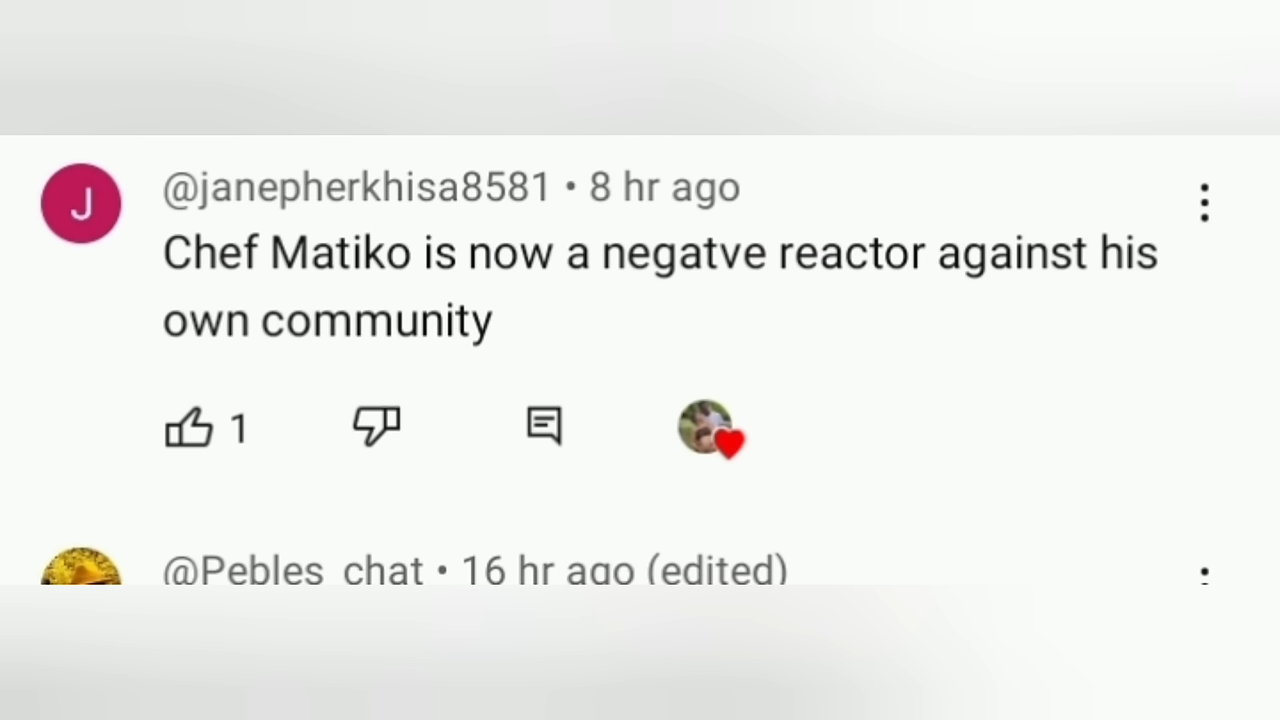 J
@janepherkhisa8581 • 8 hr ago
Chef Matiko is now a negatve reactor against his
own community
1
@Pebles_chat • 16 hr ago (edited)